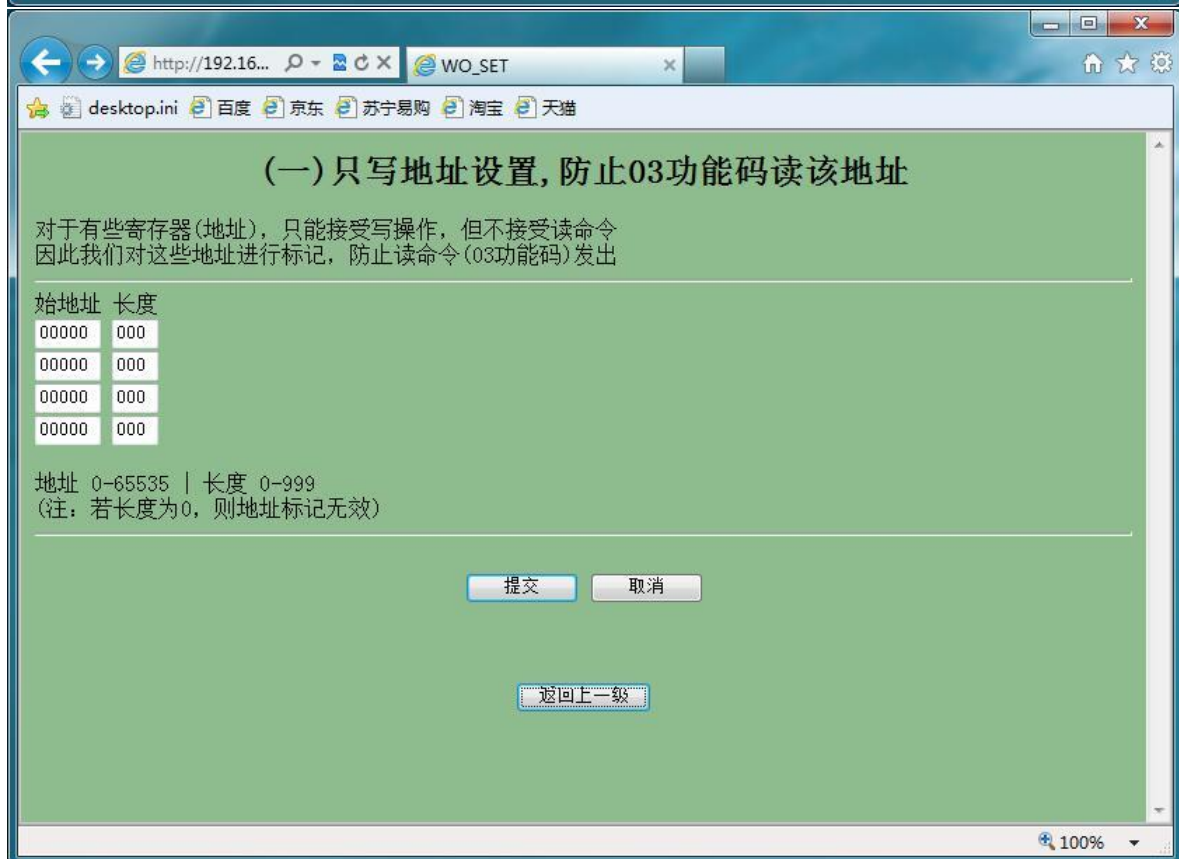 http://192.16...
WO_SET
desktop.ini 百度 京东 苏宁易购 淘宝 天猫
(一)只写地址设置,防止03功能码读该地址
对于有些寄存器(地址), 只能接受写操作, 但不接受读命令
因此我们对这些地址进行标记, 防止读命令(03功能码)发出
始地址 长度
00000 000
00000 000
00000 000
00000 000
地址 0-65535 | 长度 0-999
(注: 若长度为0, 则地址标记无效)
提交 取消
返回上一级
100%